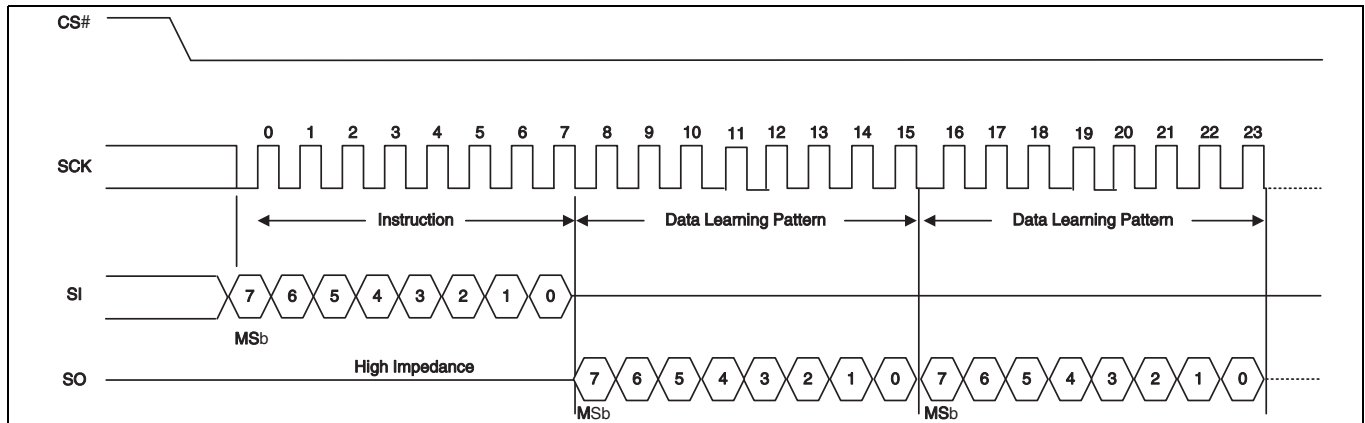 CS#
0 1 2 3 4 5 6 7 8 9 10 11 12 13 14 15 16 17 18 19 20 21 22 23
SCK
Instruction Data Learning Pattern Data Learning Pattern
SI 7 6 5 4 3 2 1 0
MSb
High Impedance
SO 7 6 5 4 3 2 1 0 7 6 5 4 3 2 1 0
MSb MSb